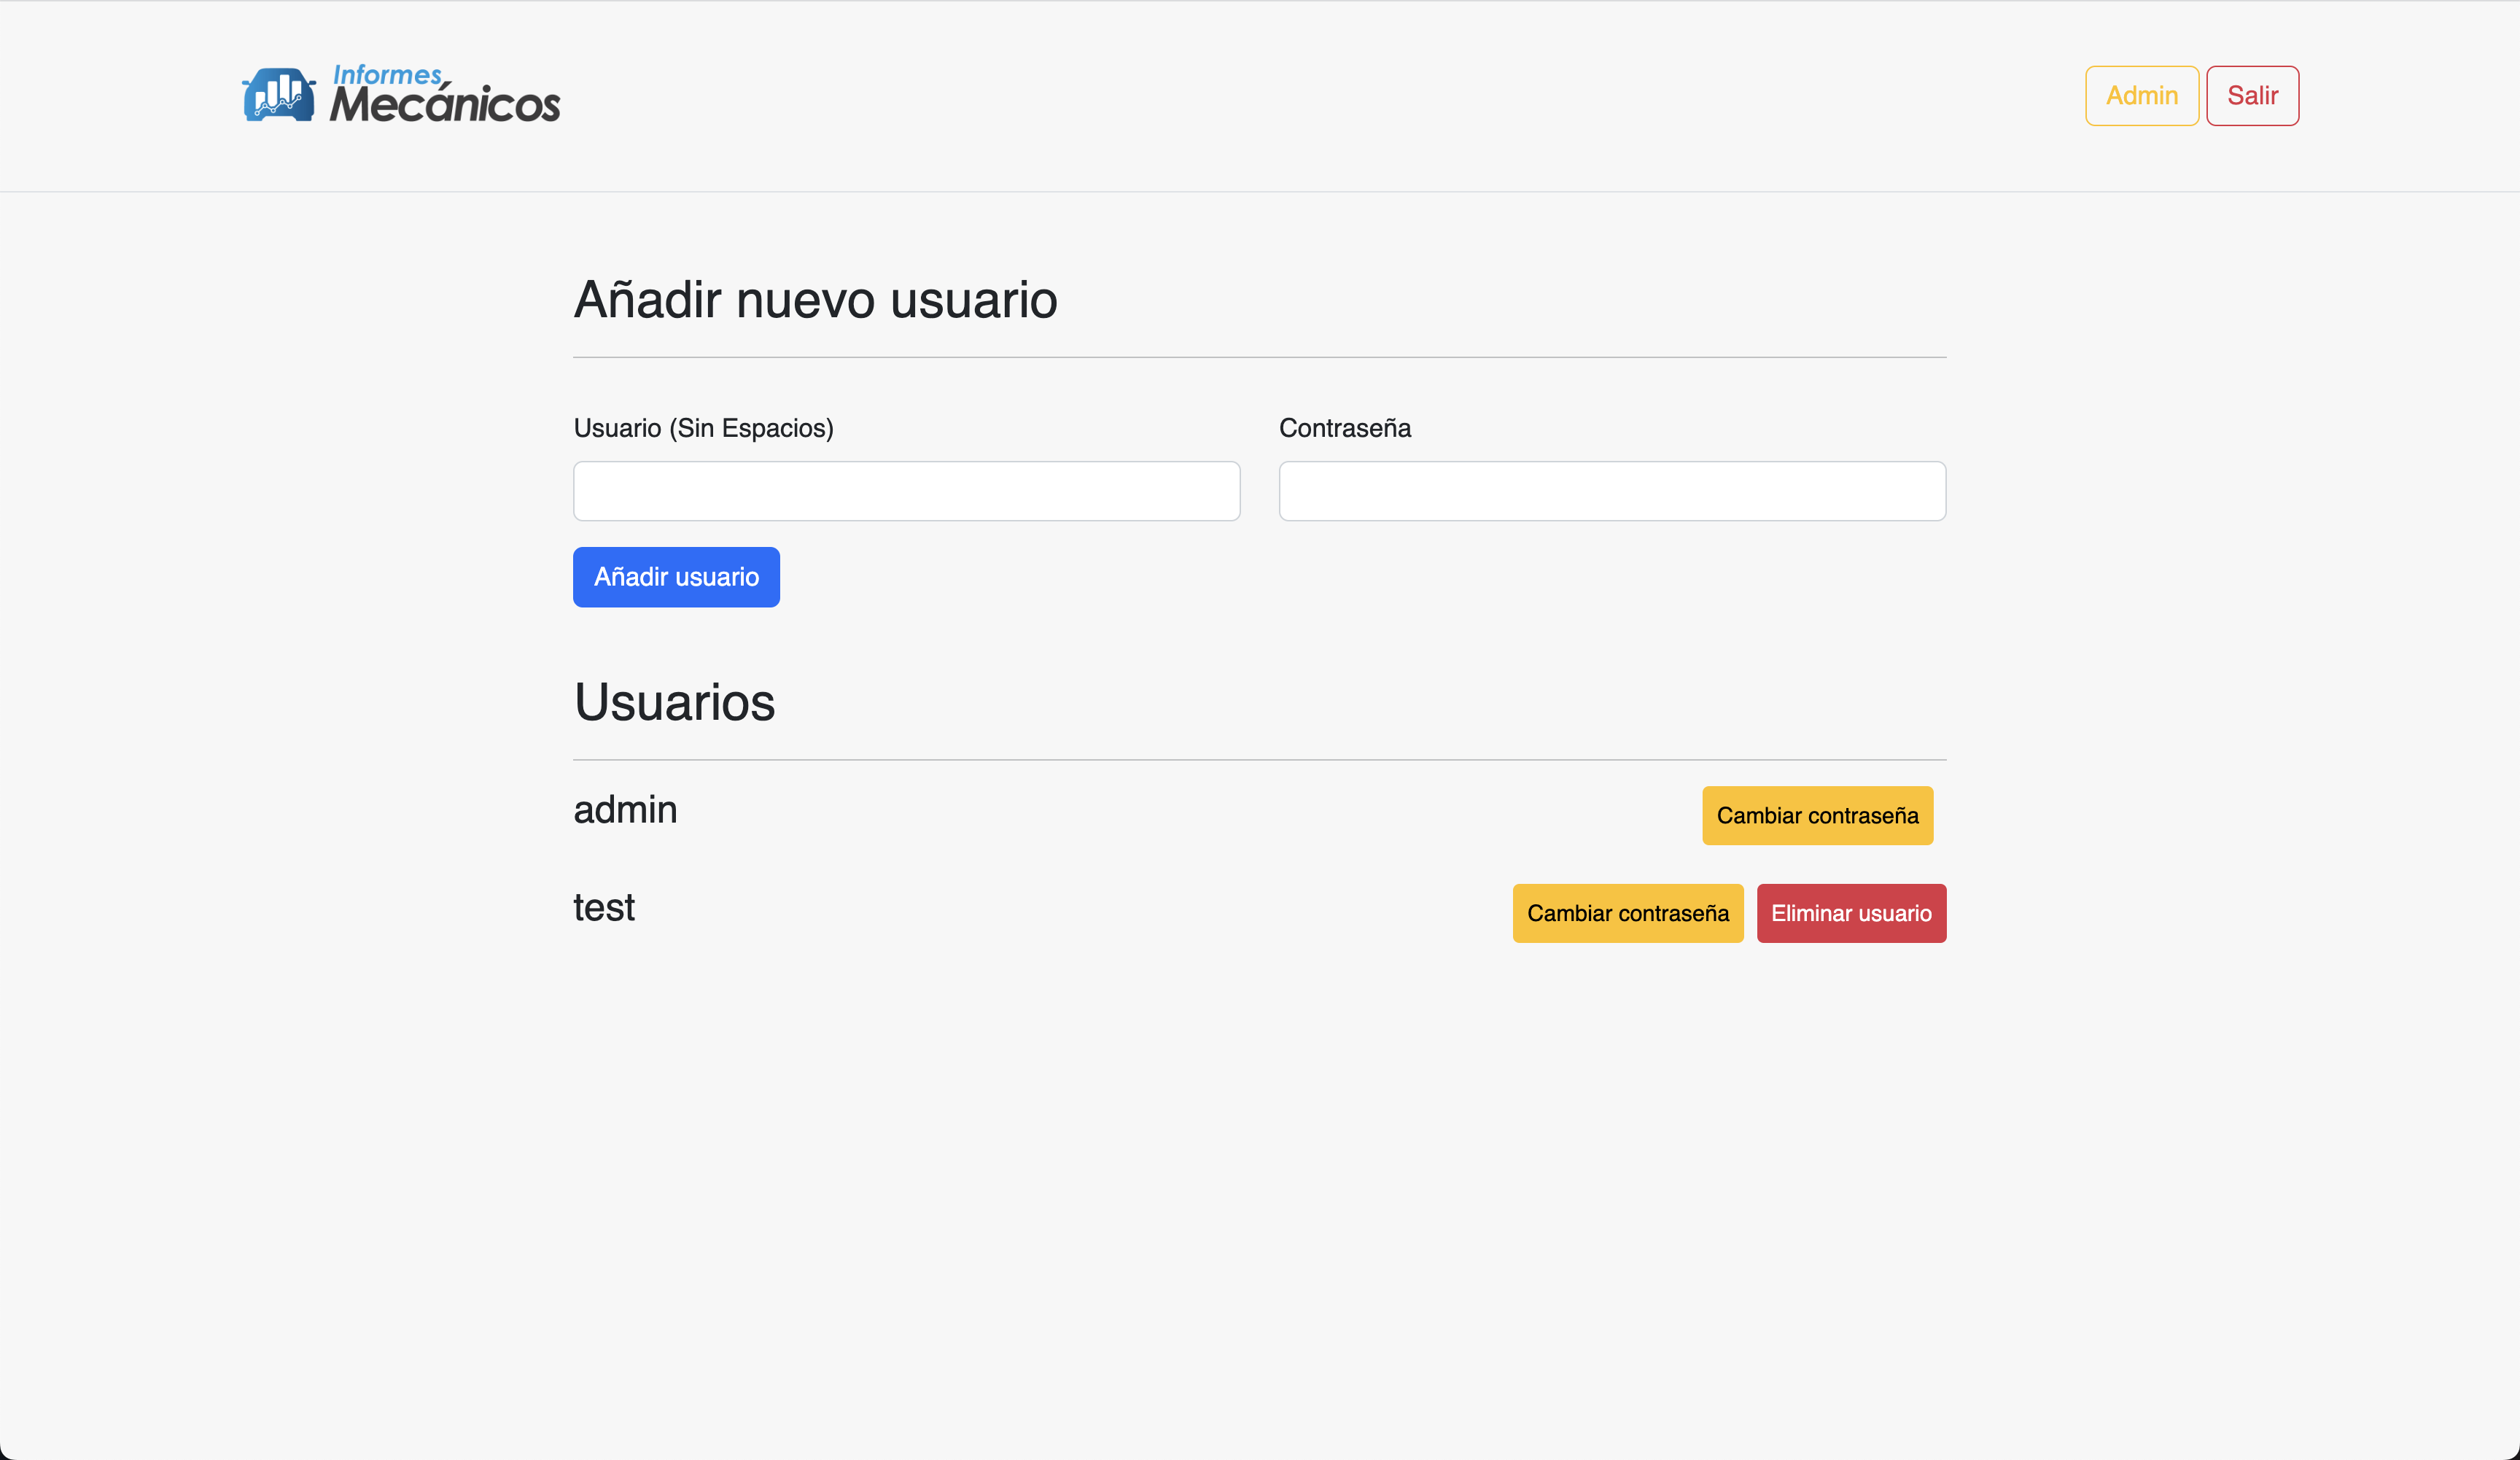 Informes
Mecánicos
Admin
Salir
Añadir nuevo usuario
Usuario (Sin Espacios)
Contraseña
Añadir usuario
Usuarios
admin
Cambiar contraseña
test
Cambiar contraseña
Eliminar usuario